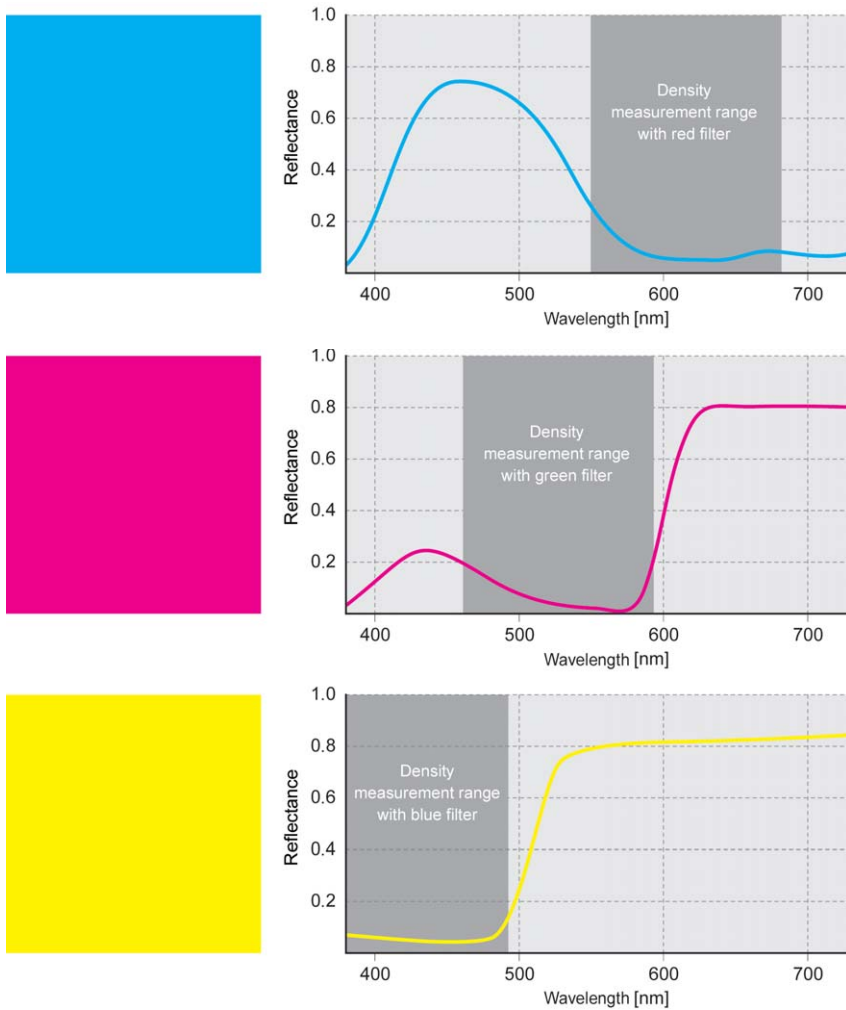 1.0
0.8
0.6
0.4
0.2
Reflectance
Density
measurement range
with red filter
400 500 600 700
Wavelength [nm]
1.0
0.8
0.6
0.4
0.2
Reflectance
Density
measurement range
with green filter
400 500 600 700
Wavelength [nm]
1.0
0.8
0.6
0.4
0.2
Reflectance
Density
measurement range
with blue filter
400 500 600 700
Wavelength [nm]